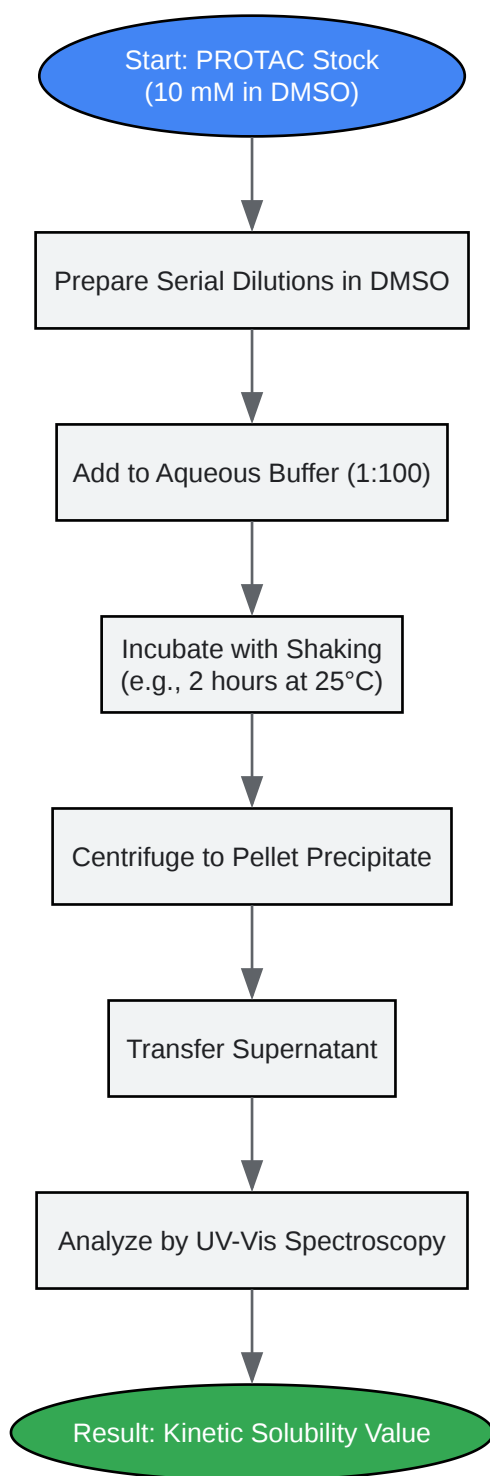 Start: PROTAC Stock
(10 mM in DMSO)
Prepare Serial Dilutions in DMSO
Add to Aqueous Buffer (1:100)
Incubate with Shaking
(e.g., 2 hours at 25°C)
Centrifuge to Pellet Precipitate
Transfer Supernatant
Analyze by UV-Vis Spectroscopy
Result: Kinetic Solubility Value